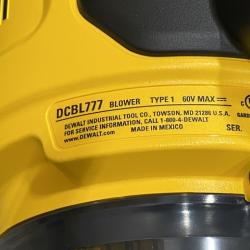 DCBL777 BLOWER TYPE 1 60V MAX
DEWALT INDUSTRIAL TOOL CO., TOWSON, MD 21286 U.S.A.
FOR SERVICE INFORMATION, CALL 1-800-4-DEWALT
MADE IN MEXICO SER.
www.DEWALT.com